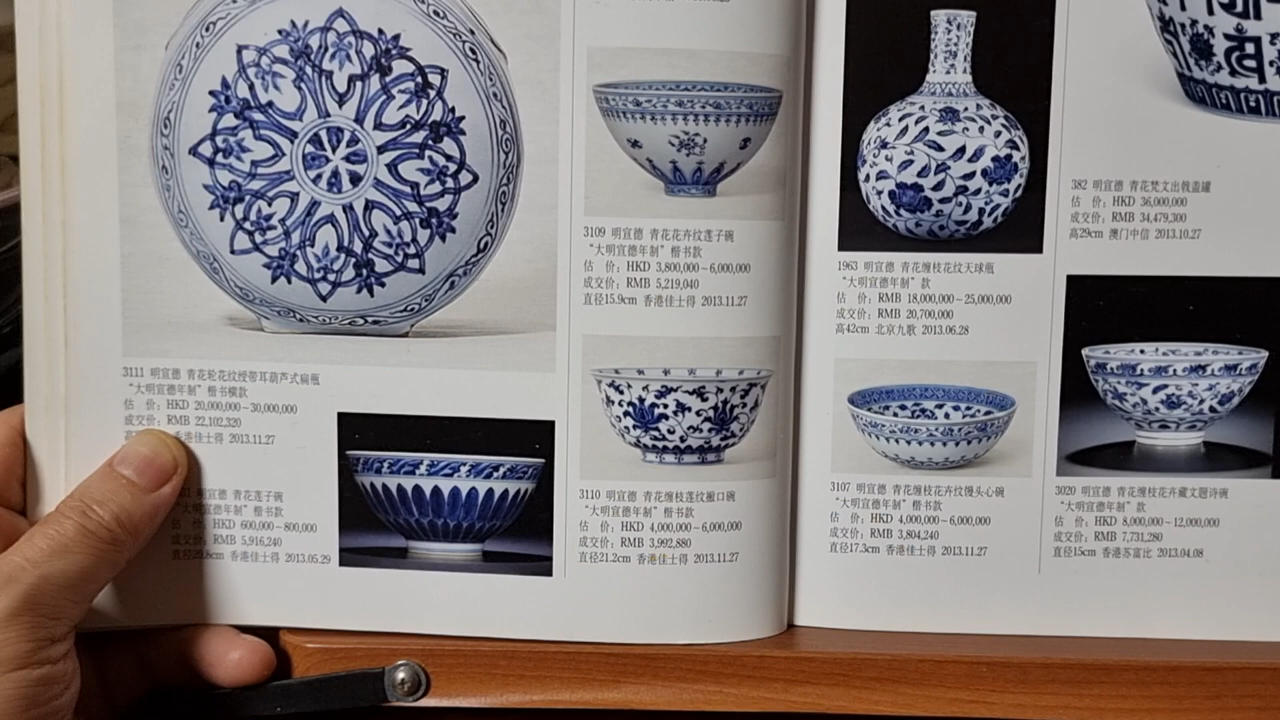 3111 明宣德 青花轮花纹绶带耳葫芦式扁瓶
“大明宣德年制”楷书横款
估 价：HKD 20,000,000~30,000,000
成交价：RMB 22,102,320
香港佳士得 2013.11.27
明宣德 青花莲子碗
“大明宣德年制”楷书款
估 价：HKD 600,000~800,000
成交价：RMB 5,916,240
直径20.8cm 香港佳士得 2013.05.29
3109 明宣德 青花花卉纹莲子碗
“大明宣德年制”楷书款
估 价：HKD 3,800,000~6,000,000
成交价：RMB 5,219,040
直径15.9cm 香港佳士得 2013.11.27
3110 明宣德 青花缠枝莲纹撇口碗
“大明宣德年制”楷书款
估 价：HKD 4,000,000~6,000,000
成交价：RMB 3,992,880
直径21.2cm 香港佳士得 2013.11.27
1963 明宣德 青花缠枝花纹天球瓶
“大明宣德年制”款
估 价：RMB 18,000,000~25,000,000
成交价：RMB 20,700,000
高42cm 北京九歌 2013.06.28
3107 明宣德 青花缠枝花卉纹馒头心碗
“大明宣德年制”楷书款
估 价：HKD 4,000,000~6,000,000
成交价：RMB 3,804,240
直径17.3cm 香港佳士得 2013.11.27
382 明宣德 青花梵文出戟盖罐
估 价：HKD 36,000,000
成交价：RMB 34,479,300
高29cm 澳门中信 2013.10.27
3020 明宣德 青花缠枝花卉藏文题诗碗
“大明宣德年制”款
估 价：HKD 8,000,000~12,000,000
成交价：RMB 7,731,280
直径15cm 香港苏富比 2013.04.08